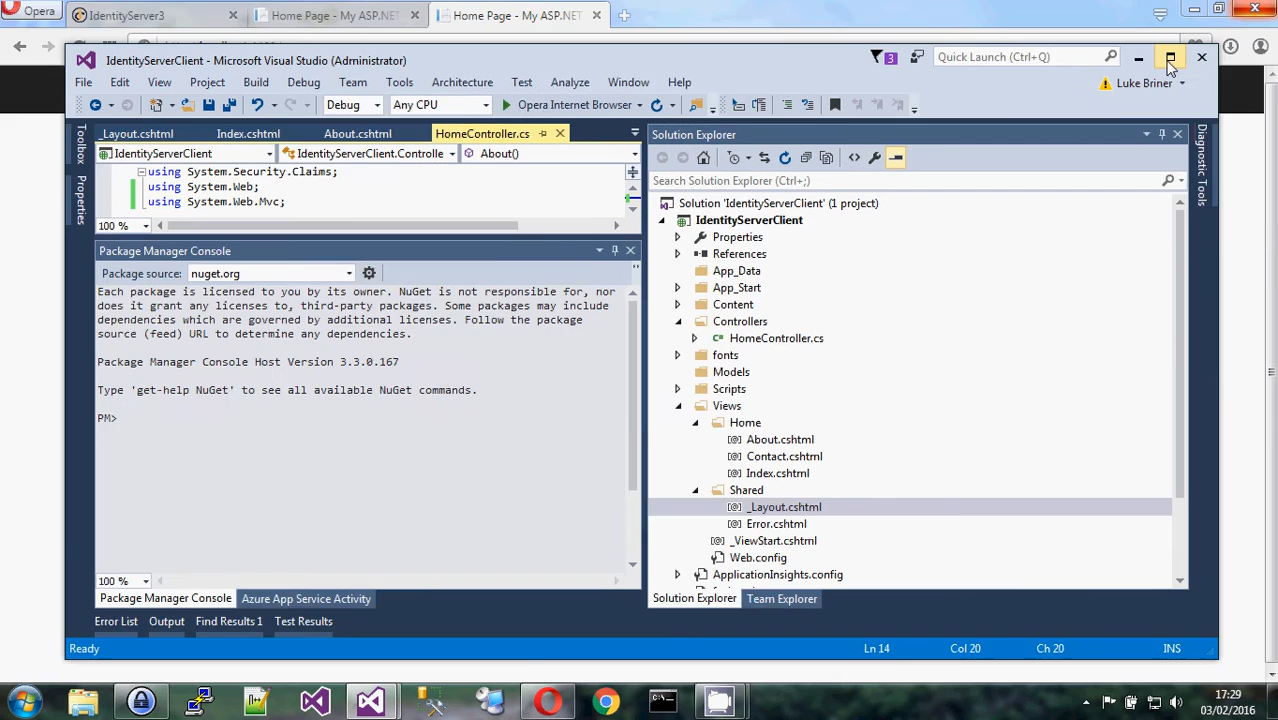 Opera
IdentityServer3
Home Page - My ASP.NET
Home Page - My ASP.NET
IdentityServerClient - Microsoft Visual Studio (Administrator)
3
Quick Launch (Ctrl+Q)
File Edit View Project Build Debug Team Tools Architecture Test Analyze Window Help
Luke Briner
Debug Any CPU Opera Internet Browser
Toolbox
Properties
_Layout.cshtml Index.cshtml About.cshtml HomeController.cs
IdentityServerClient IdentityServerClient.Controlle About()
using System.Security.Claims;
using System.Web;
using System.Web.Mvc;
100 %
Package Manager Console
Package source: nuget.org
Each package is licensed to you by its owner. NuGet is not responsible for, nor
does it grant any licenses to, third-party packages. Some packages may include
dependencies which are governed by additional licenses. Follow the package
source (feed) URL to determine any dependencies.
Package Manager Console Host Version 3.3.0.167
Type 'get-help NuGet' to see all available NuGet commands.
PM>
100 %
Package Manager Console Azure App Service Activity
Error List Output Find Results 1 Test Results
Solution Explorer
Search Solution Explorer (Ctrl+;)
Solution 'IdentityServerClient' (1 project)
IdentityServerClient
Properties
References
App_Data
App_Start
Content
Controllers
HomeController.cs
fonts
Models
Scripts
Views
Home
About.cshtml
Contact.cshtml
Index.cshtml
Shared
_Layout.cshtml
Error.cshtml
_ViewStart.cshtml
Web.config
ApplicationInsights.config
Solution Explorer Team Explorer
Diagnostic Tools
Ready Ln 14 Col 20 Ch 20 INS
17:29
03/02/2016